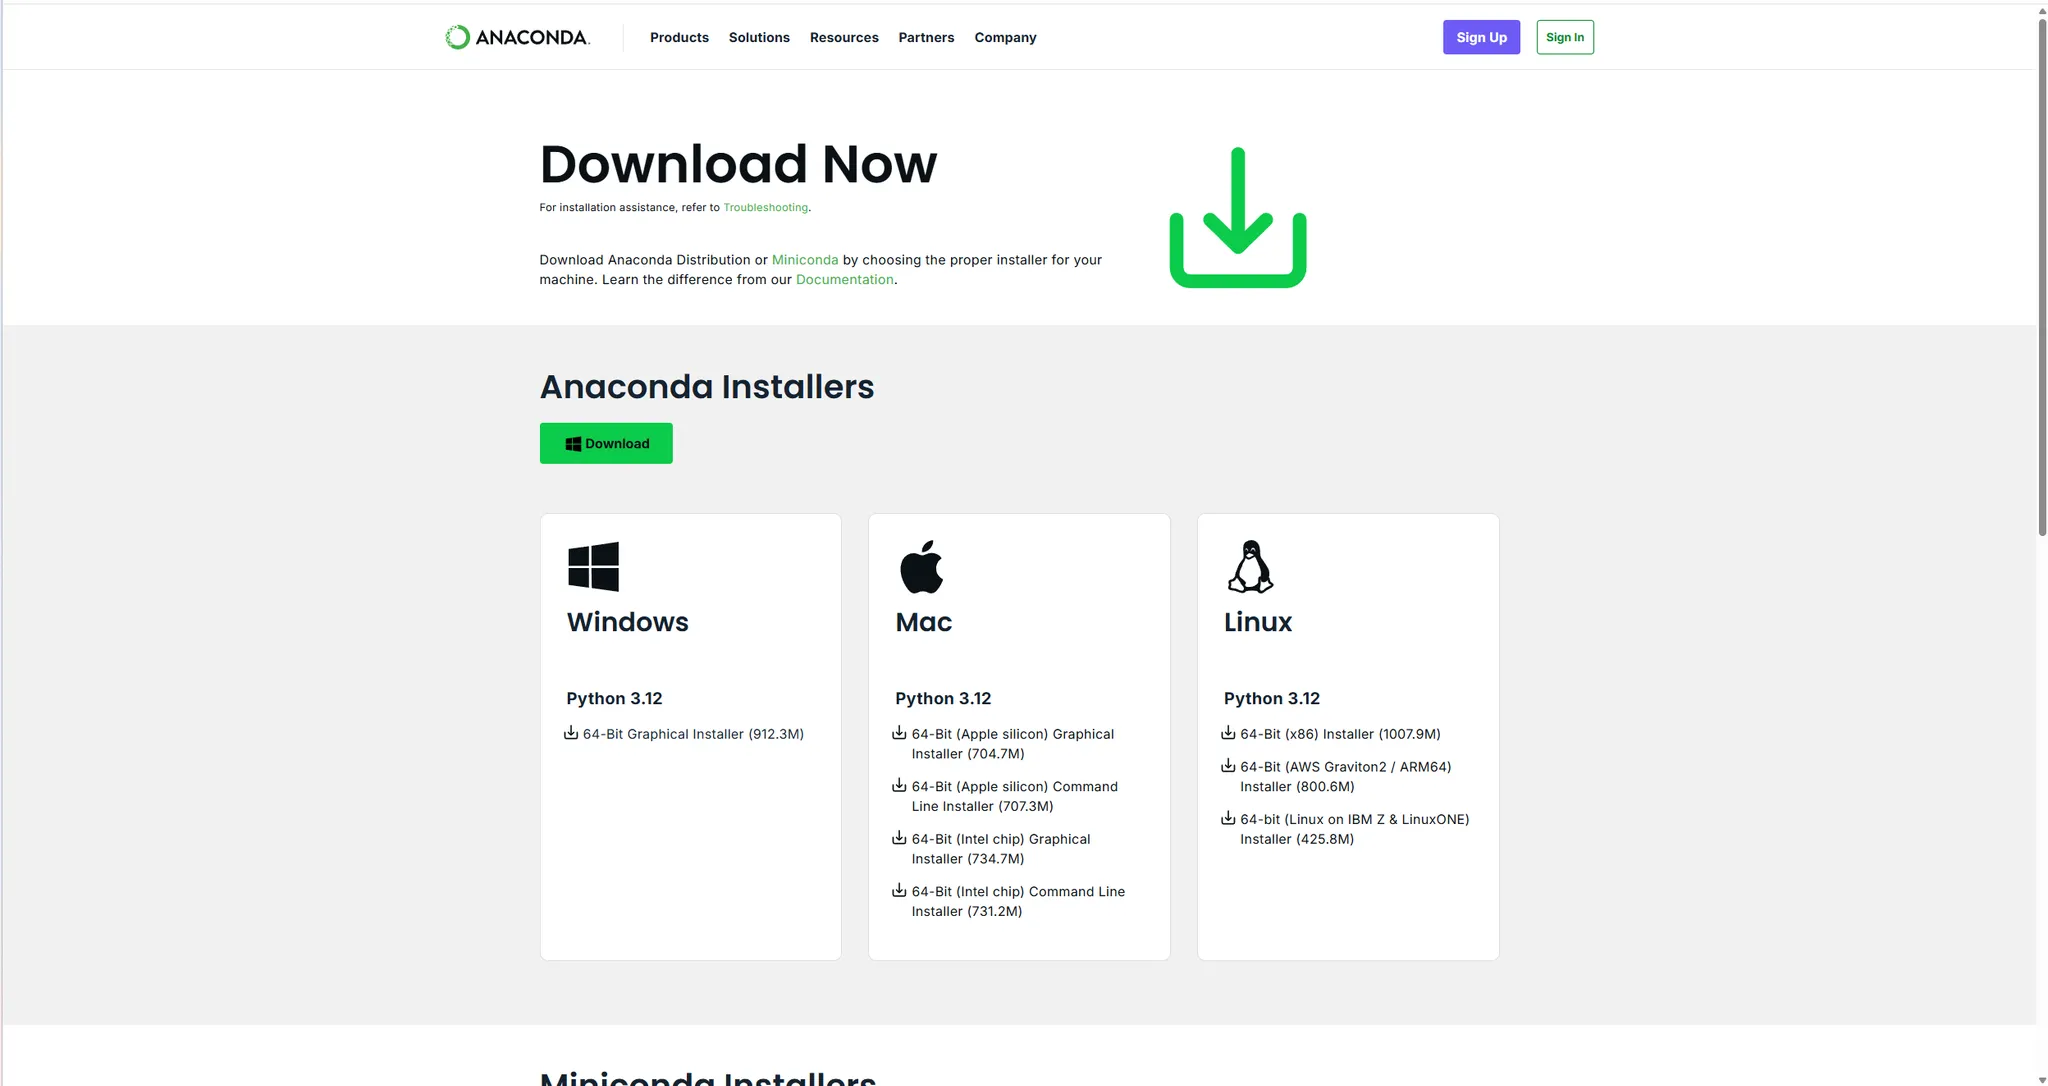 ANACONDA.
Products
Solutions
Resources
Partners
Company
Sign Up
Sign In
Download Now
For installation assistance, refer to Troubleshooting.
Download Anaconda Distribution or Miniconda by choosing the proper installer for your
machine. Learn the difference from our Documentation.
Anaconda Installers
Download
Windows
Python 3.12
64-Bit Graphical Installer (912.3M)
Mac
Python 3.12
64-Bit (Apple silicon) Graphical
Installer (704.7M)
64-Bit (Apple silicon) Command
Line Installer (707.3M)
64-Bit (Intel chip) Graphical
Installer (734.7M)
64-Bit (Intel chip) Command Line
Installer (731.2M)
Linux
Python 3.12
64-Bit (x86) Installer (1007.9M)
64-Bit (AWS Graviton2 / ARM64)
Installer (800.6M)
64-bit (Linux on IBM Z & LinuxONE)
Installer (425.8M)
Miniconda Installers